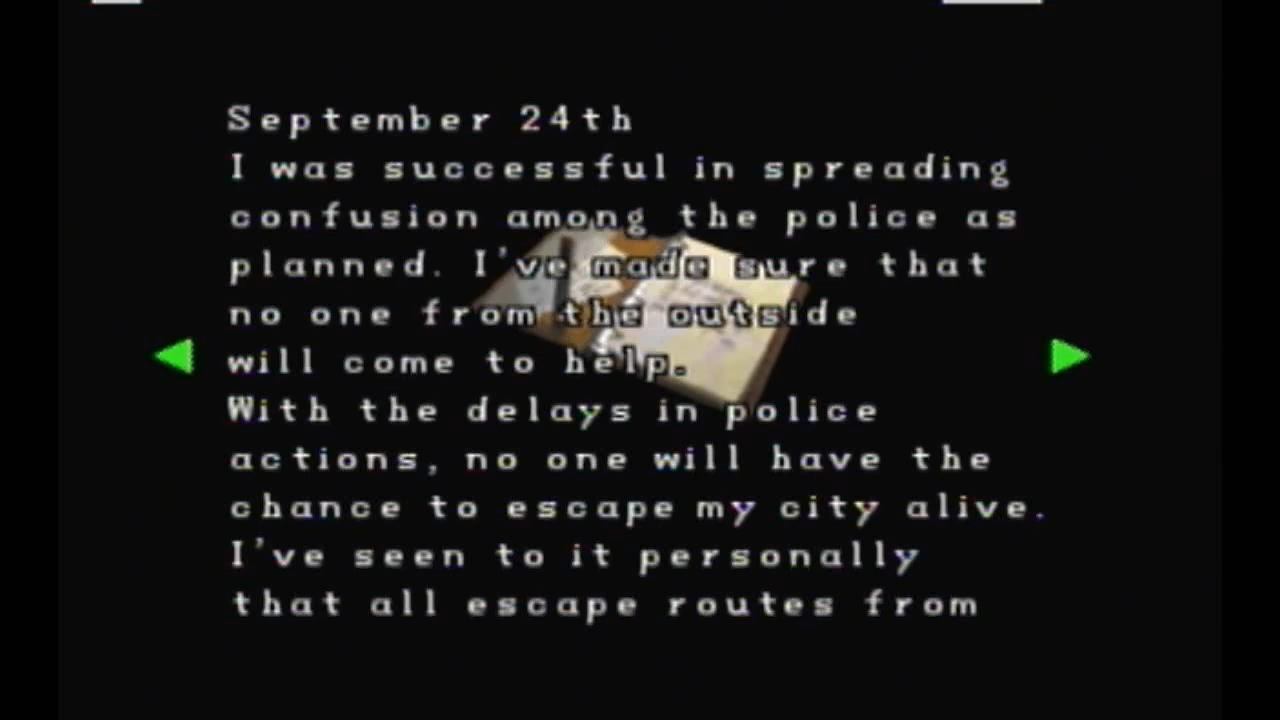 September 24th
I was successful in spreading
confusion among the police as
planned. I've made sure that
no one from the outside
will come to help.
With the delays in police
actions, no one will have the
chance to escape my city alive.
I've seen to it personally
that all escape routes from